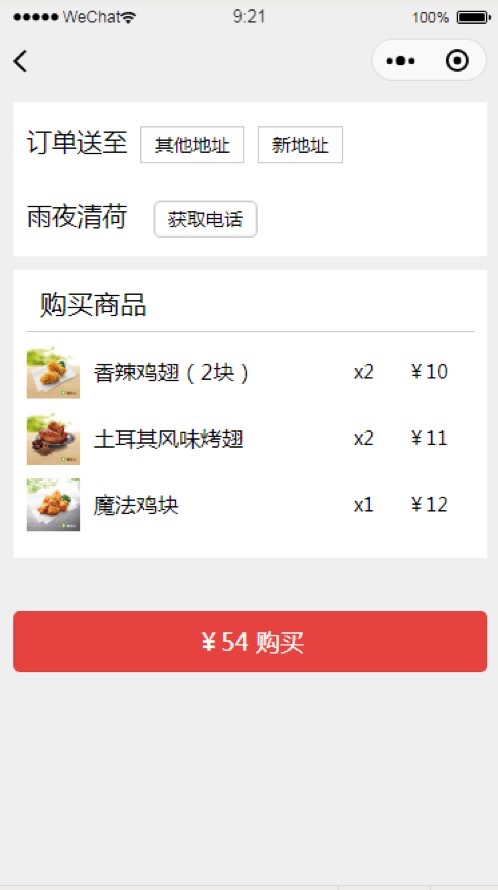 WeChat 9:21 100%
订单送至 其他地址 新地址
雨夜清荷 获取电话
购买商品
香辣鸡翅（2块） x2 ￥10
土耳其风味烤翅 x2 ￥11
魔法鸡块 x1 ￥12
￥54 购买